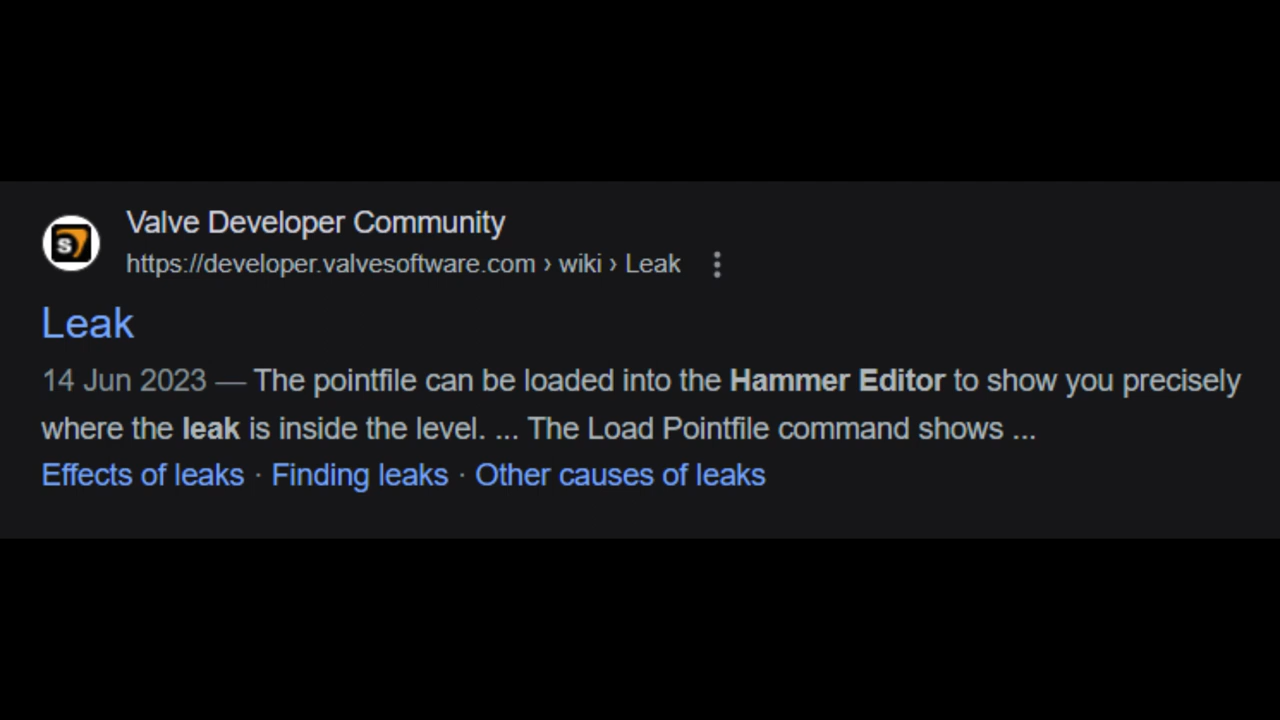 Valve Developer Community
https://developer.valvesoftware.com › wiki › Leak
Leak
14 Jun 2023 — The pointfile can be loaded into the Hammer Editor to show you precisely
where the leak is inside the level. ... The Load Pointfile command shows ...
Effects of leaks · Finding leaks · Other causes of leaks